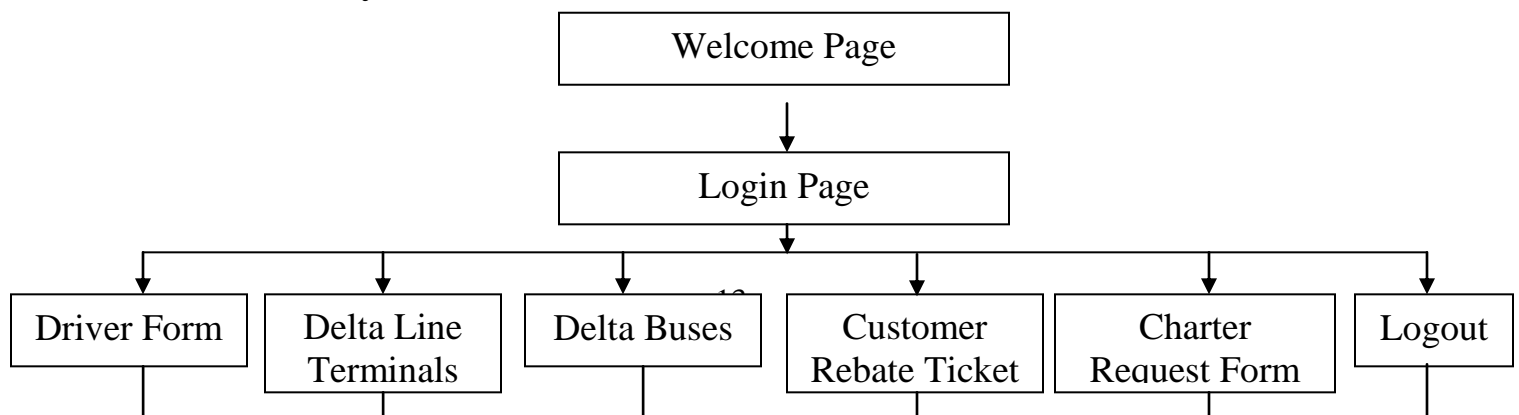 Welcome Page
Login Page
Driver Form
Delta Line
Terminals
Delta Buses
Customer
Rebate Ticket
Charter
Request Form
Logout